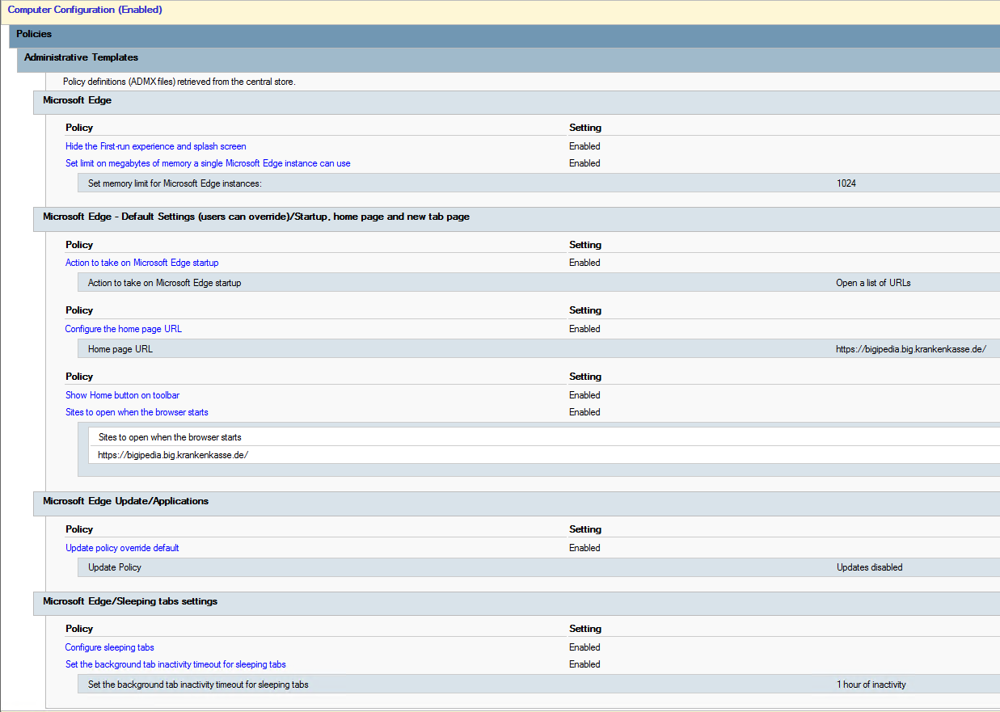 Computer Configuration (Enabled)
Policies
Administrative Templates
Policy definitions (ADMX files) retrieved from the central store.
Microsoft Edge
Policy Setting
Hide the First-run experience and splash screen Enabled
Set limit on megabytes of memory a single Microsoft Edge instance can use Enabled
Set memory limit for Microsoft Edge instances: 1024
Microsoft Edge - Default Settings (users can override)/Startup, home page and new tab page
Policy Setting
Action to take on Microsoft Edge startup Enabled
Action to take on Microsoft Edge startup Open a list of URLs
Policy Setting
Configure the home page URL Enabled
Home page URL https://bigipedia.big.krankenkasse.de/
Policy Setting
Show Home button on toolbar Enabled
Sites to open when the browser starts Enabled
Sites to open when the browser starts
https://bigipedia.big.krankenkasse.de/
Microsoft Edge Update/Applications
Policy Setting
Update policy override default Enabled
Update Policy Updates disabled
Microsoft Edge/Sleeping tabs settings
Policy Setting
Configure sleeping tabs Enabled
Set the background tab inactivity timeout for sleeping tabs Enabled
Set the background tab inactivity timeout for sleeping tabs 1 hour of inactivity